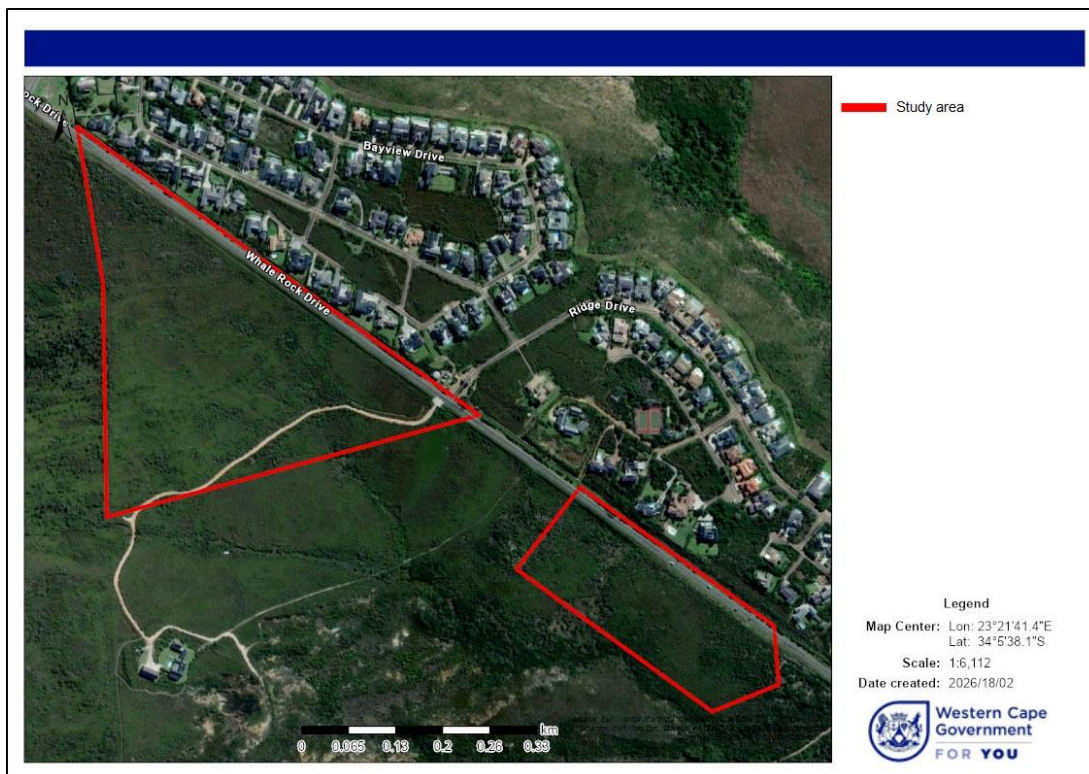 ock Drive
N
Bayview Drive
Whale Rock Drive
Ridge Drive
Study area
Legend
Map Center: Lon: 23°21'41.4"E
Lat: 34°5'38.1"S
Scale: 1:6,112
Date created: 2026/18/02
km
0 0.065 0.13 0.2 0.26 0.33
Western Cape
Government
FOR YOU